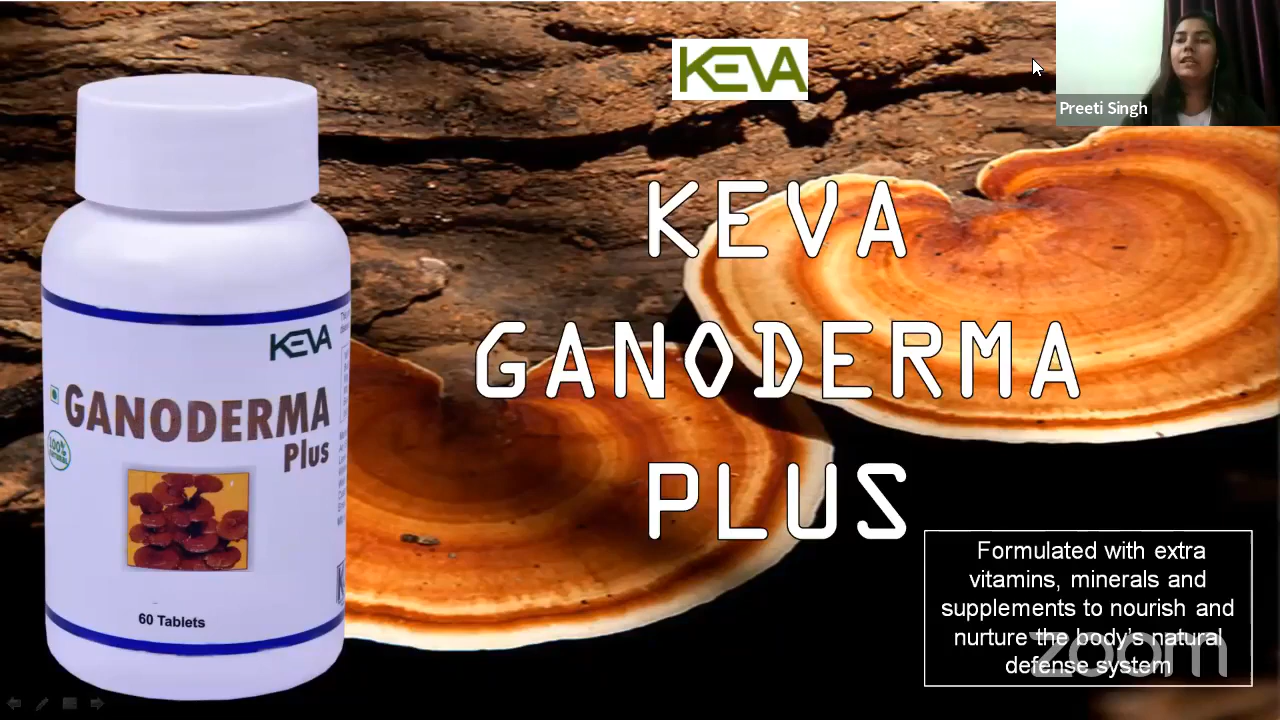 KEVA
Preeti Singh
KEVA
GANODERMA
PLUS
KEVA
GANODERMA
Plus
100%
60 Tablets
Formulated with extra
vitamins, minerals and
supplements to nourish and
nurture the body's natural
defense system
zoom